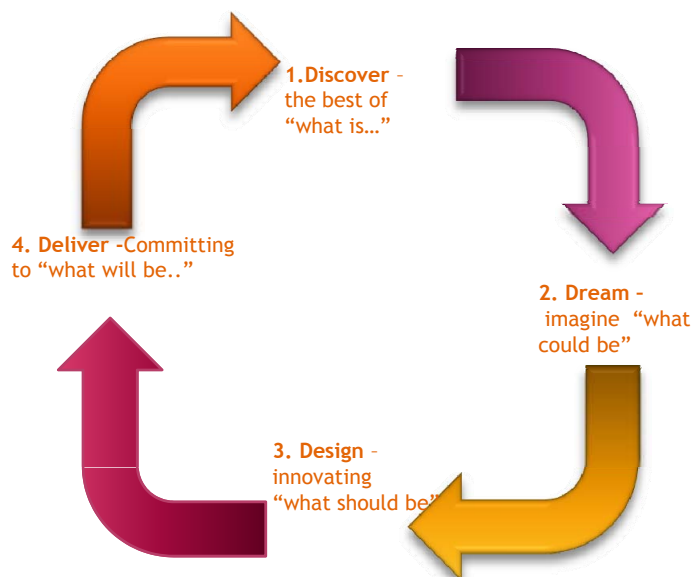 1.Discover –
the best of
“what is…”
2. Dream –
imagine “what
could be”
3. Design –
innovating
“what should be”
4. Deliver -Committing
to “what will be..”